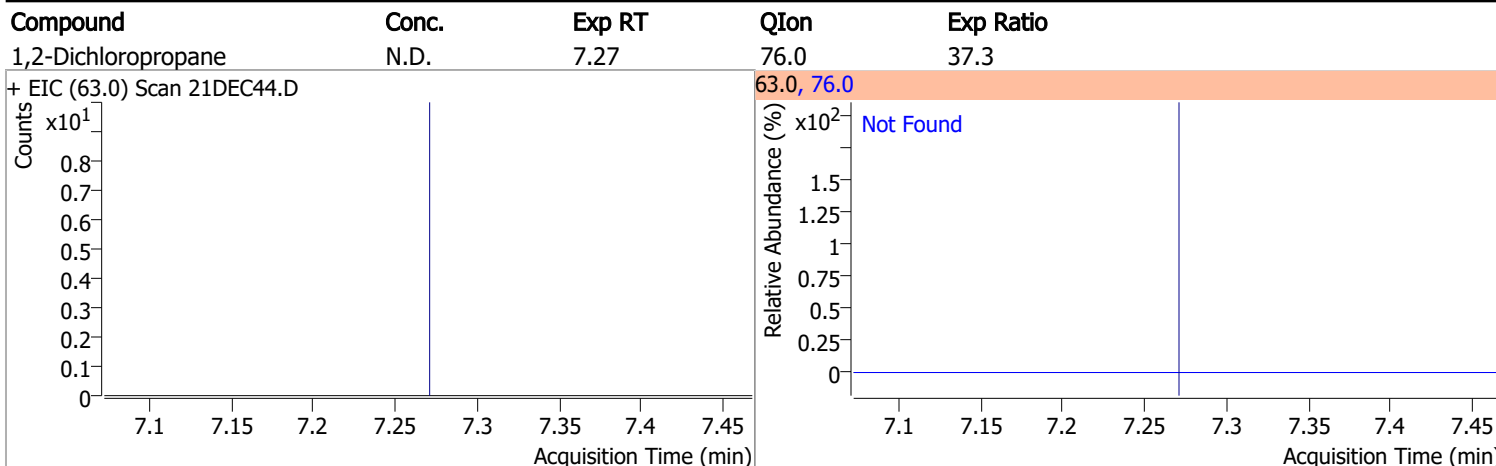 Compound Conc. Exp RT QIon Exp Ratio
1,2-Dichloropropane N.D. 7.27 76.0 37.3
+ EIC (63.0) Scan 21DEC44.D
Counts
x10¹
0.8
0.7
0.6
0.5
0.4
0.3
0.2
0.1
0
7.1 7.15 7.2 7.25 7.3 7.35 7.4 7.45
Acquisition Time (min)
63.0, 76.0
Relative Abundance (%)
x10²
Not Found
1.5
1.25
1
0.75
0.5
0.25
0
7.1 7.15 7.2 7.25 7.3 7.35 7.4 7.45
Acquisition Time (min)